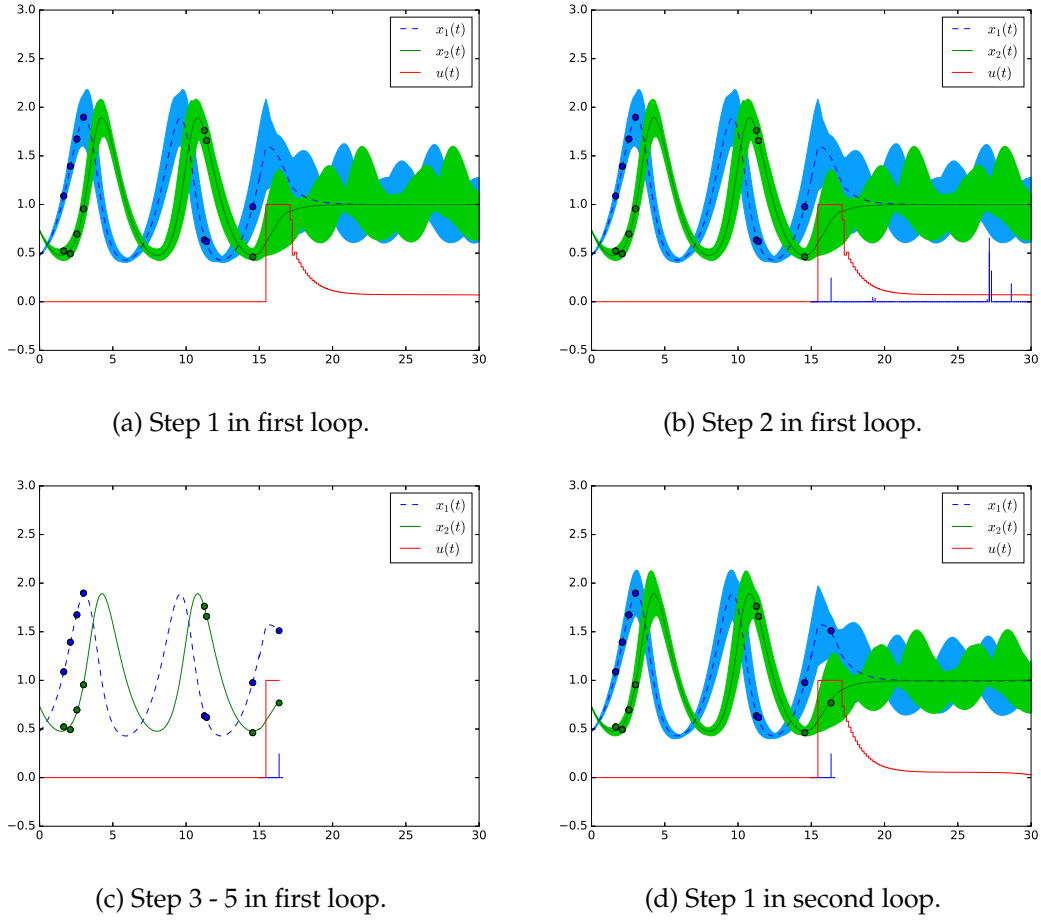 3.0
2.5
2.0
1.5
1.0
0.5
0.0
−0.5
0 5 10 15 20 25 30
x₁(t)
x₂(t)
u(t)
(a) Step 1 in first loop.
3.0
2.5
2.0
1.5
1.0
0.5
0.0
−0.5
0 5 10 15 20 25 30
x₁(t)
x₂(t)
u(t)
(b) Step 2 in first loop.
3.0
2.5
2.0
1.5
1.0
0.5
0.0
−0.5
0 5 10 15 20 25 30
x₁(t)
x₂(t)
u(t)
(c) Step 3 - 5 in first loop.
3.0
2.5
2.0
1.5
1.0
0.5
0.0
−0.5
0 5 10 15 20 25 30
x₁(t)
x₂(t)
u(t)
(d) Step 1 in second loop.